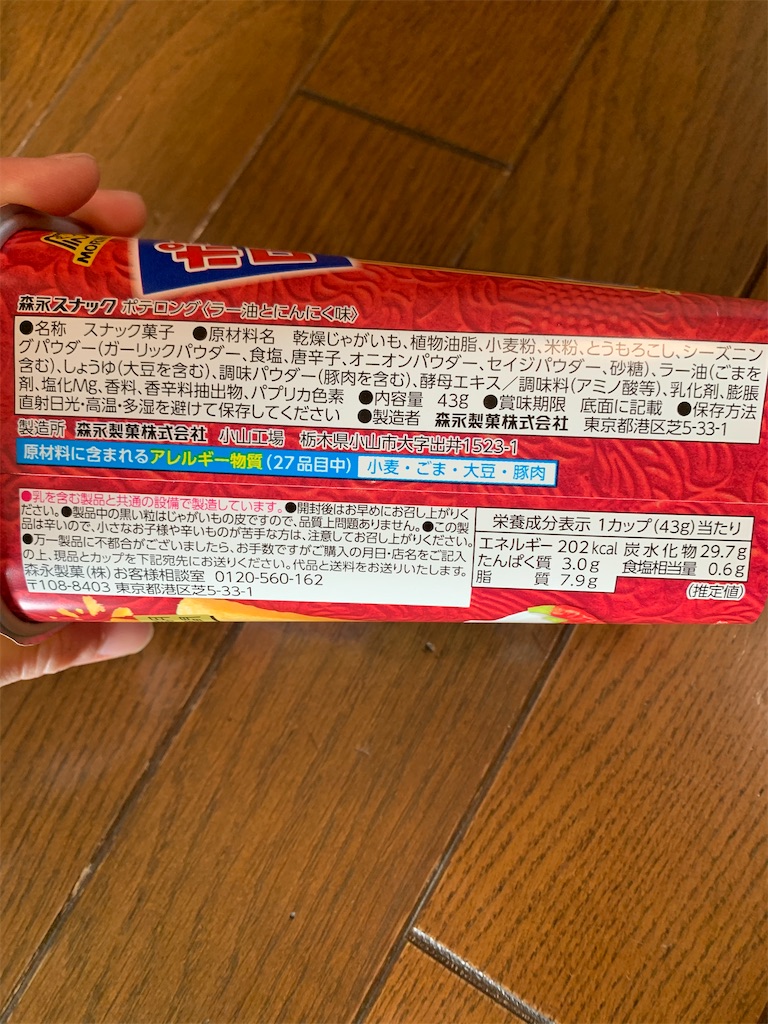 MOR
ポ ロ
森永スナック ポテロング〈ラー油とにんにく味〉
●名称 スナック菓子 ●原材料名 乾燥じゃがいも、植物油脂、小麦粉、米粉、とうもろこし、シーズニン
グパウダー(ガーリックパウダー、食塩、唐辛子、オニオンパウダー、セイジパウダー、砂糖)、ラー油(ごまを
含む)、しょうゆ(大豆を含む)、調味パウダー(豚肉を含む)、酵母エキス／調味料(アミノ酸等)、乳化剤、膨脹
剤、塩化Mg、香料、香辛料抽出物、パプリカ色素 ●内容量 43g ●賞味期限 底面に記載 ●保存方法
直射日光・高温・多湿を避けて保存してください ●製造者 森永製菓株式会社 東京都港区芝5-33-1
製造所 森永製菓株式会社 小山工場 栃木県小山市大字出井1523-1
原材料に含まれるアレルギー物質(27品目中) 小麦・ごま・大豆・豚肉
●乳を含む製品と共通の設備で製造しています。●開封後はお早めにお召し上がりく
ださい。●製品中の黒い粒はじゃがいもの皮ですので、品質上問題ありません。●この製
品は辛いので、小さなお子様や辛いものが苦手な方は、注意してお召し上がりください。
●万一製品に不都合がございましたら、お手数ですがご購入の月日・店名をご記入
の上、現品とカップを下記宛先にお送りください。代品と送料をお送りいたします。
森永製菓(株)お客様相談室 0120-560-162
〒108-8403 東京都港区芝5-33-1
栄養成分表示 1カップ(43g)当たり
エネルギー 202kcal 炭水化物 29.7g
たんぱく質 3.0g 食塩相当量 0.6g
脂質 7.9g
(推定値)